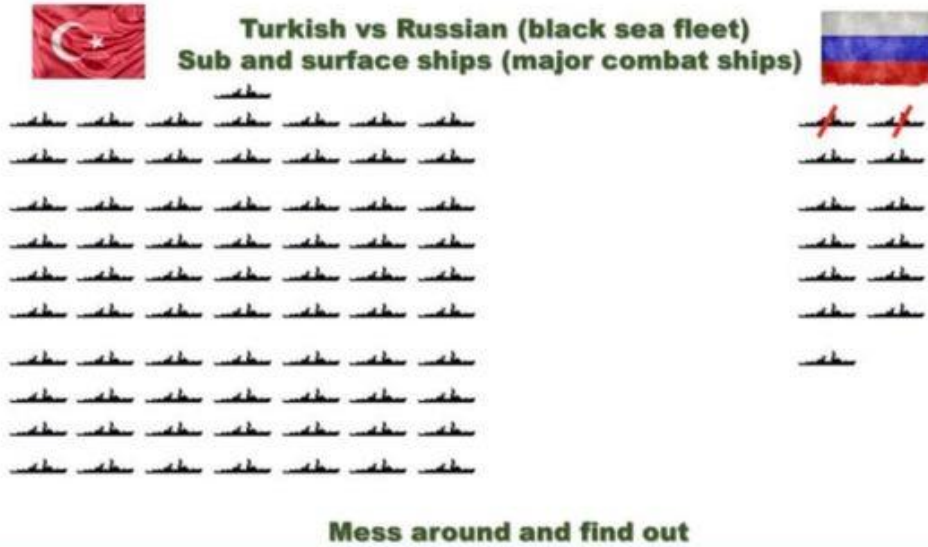 Turkish vs Russian (black sea fleet)
Sub and surface ships (major combat ships)
Mess around and find out